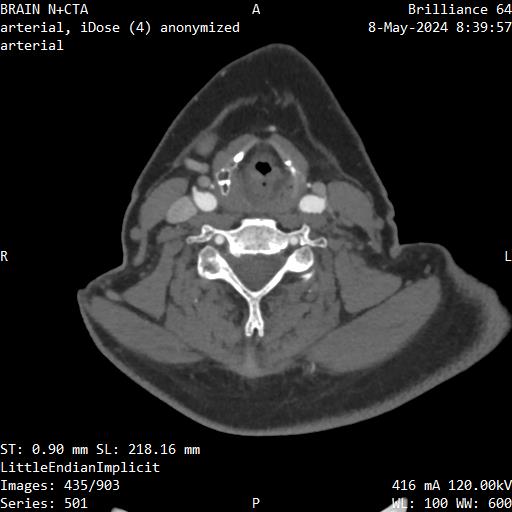 BRAIN N+CTA A Brilliance 64
arterial, iDose (4) anonymized 8-May-2024 8:39:57
arterial
R L
ST: 0.90 mm SL: 218.16 mm
LittleEndianImplicit
Images: 435/903 416 mA 120.00kV
Series: 501 P WL: 100 WW: 600